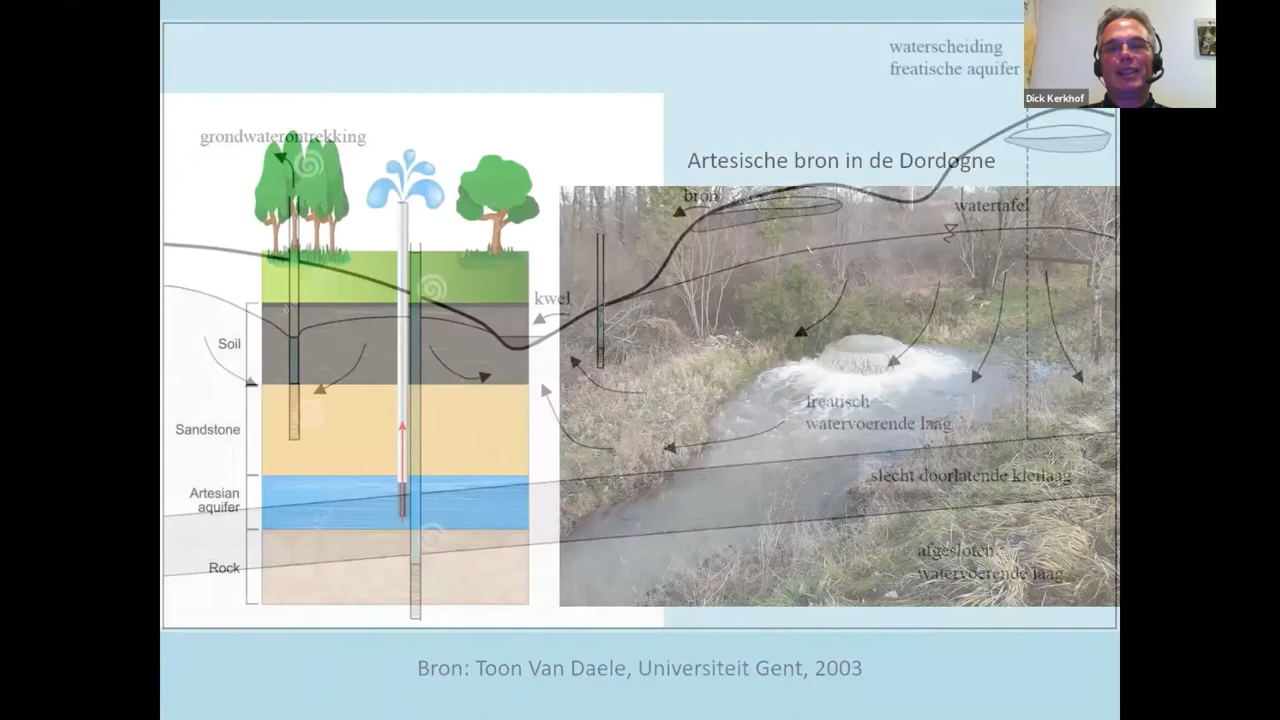 waterscheiding
freatische aquifer
Dick Kerkhof
grondwaterontrekking
Artesische bron in de Dordogne
bron
watertafel
kwel
Soil
freatisch
watervoerende laag
Sandstone
slecht doorlatende kleilaag
Artesian
aquifer
afgesloten
watervoerende laag
Rock
Bron: Toon Van Daele, Universiteit Gent, 2003